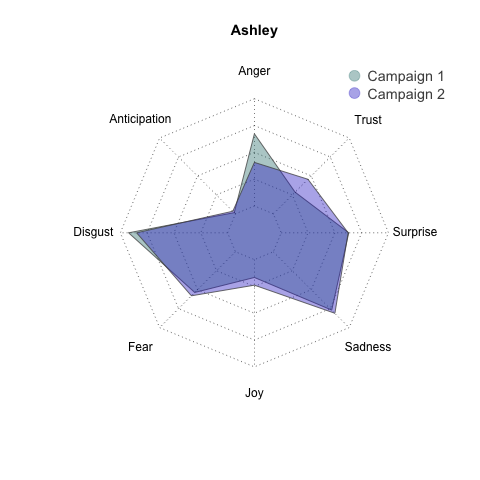 Ashley
Anger
Campaign 1
Campaign 2
Anticipation
Trust
Disgust
Surprise
Fear
Sadness
Joy